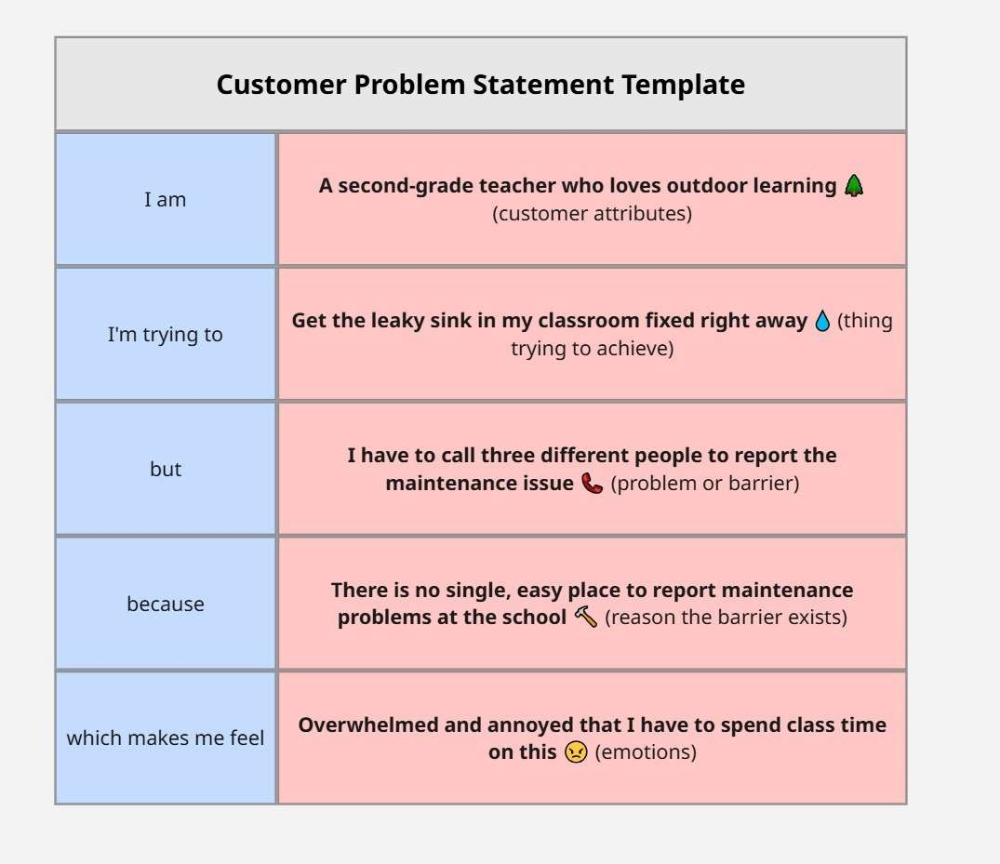 Customer Problem Statement Template
I am
A second-grade teacher who loves outdoor learning 🌲
(customer attributes)
I'm trying to
Get the leaky sink in my classroom fixed right away 💧 (thing
trying to achieve)
but
I have to call three different people to report the
maintenance issue 📞 (problem or barrier)
because
There is no single, easy place to report maintenance
problems at the school 🔨 (reason the barrier exists)
which makes me feel
Overwhelmed and annoyed that I have to spend class time
on this 😠 (emotions)